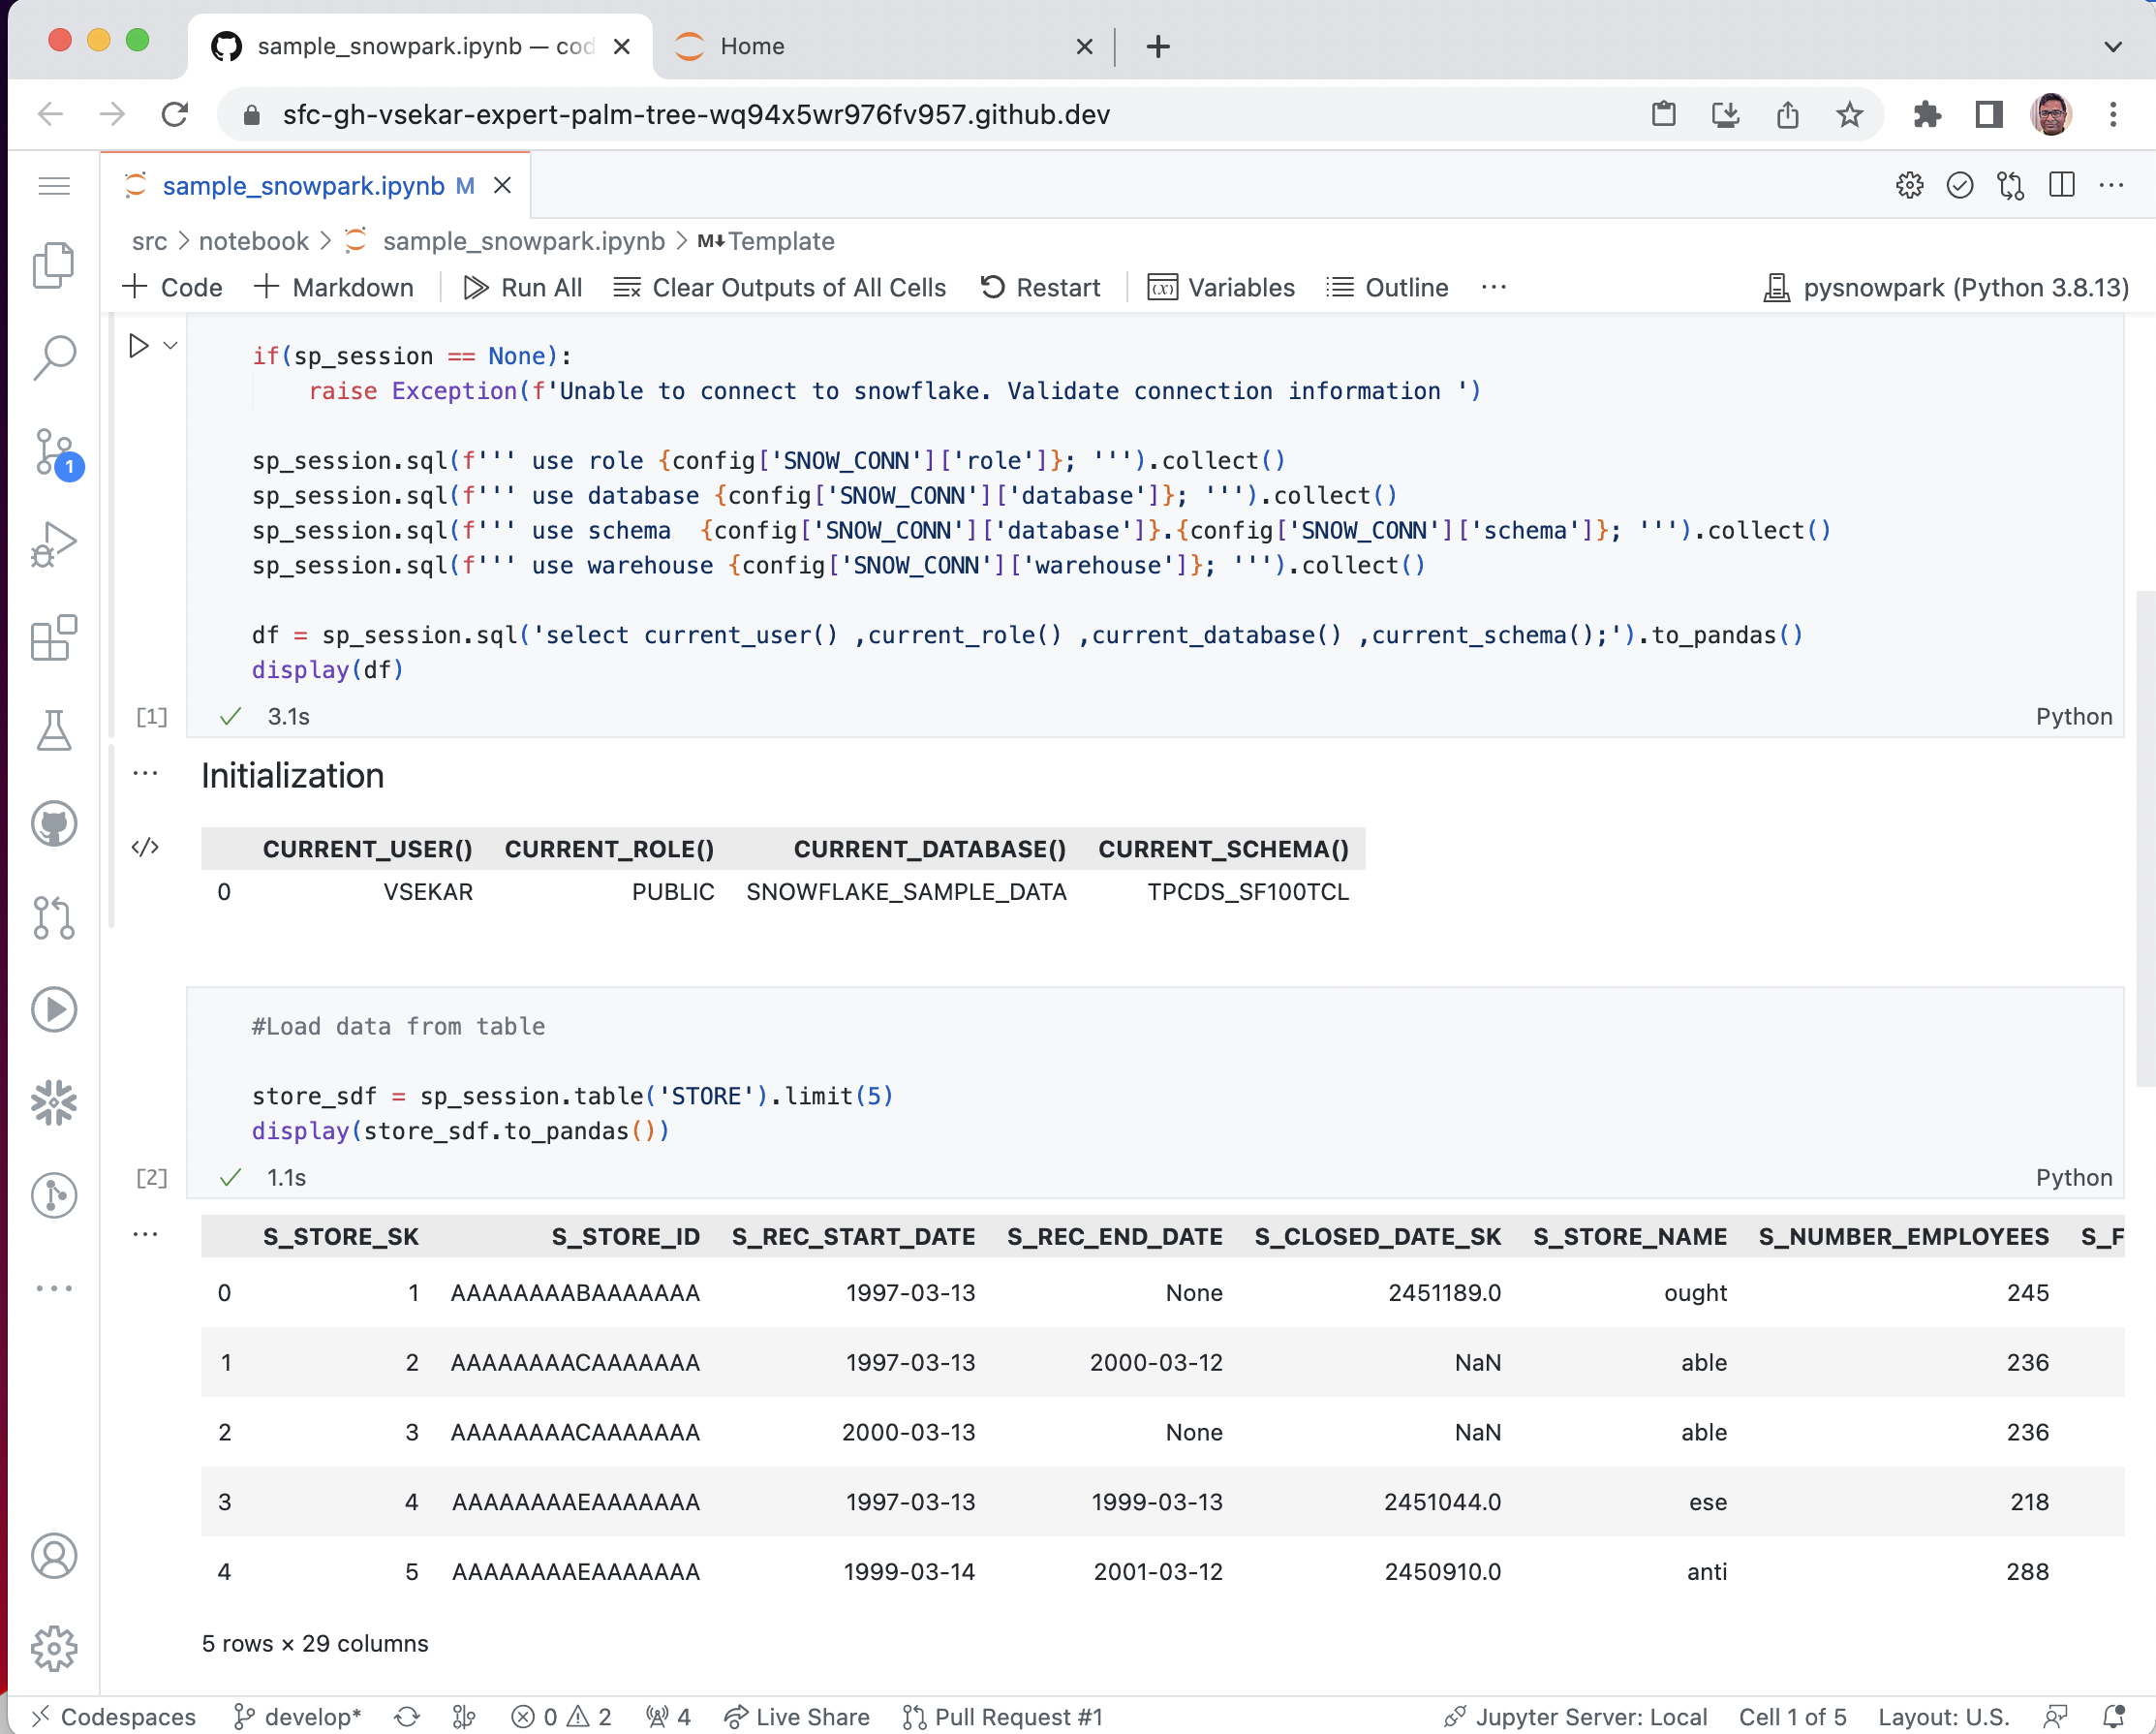 sample_snowpark.ipynb — cod
Home
sfc-gh-vsekar-expert-palm-tree-wq94x5wr976fv957.github.dev
sample_snowpark.ipynb M
src > notebook > sample_snowpark.ipynb > M↓ Template
+ Code + Markdown Run All Clear Outputs of All Cells Restart (x) Variables Outline ··· pysnowpark (Python 3.8.13)
if(sp_session == None):
    raise Exception(f'Unable to connect to snowflake. Validate connection information ')
sp_session.sql(f''' use role {config['SNOW_CONN']['role']}; ''').collect()
sp_session.sql(f''' use database {config['SNOW_CONN']['database']}; ''').collect()
sp_session.sql(f''' use schema  {config['SNOW_CONN']['database']}.{config['SNOW_CONN']['schema']}; ''').collect()
sp_session.sql(f''' use warehouse {config['SNOW_CONN']['warehouse']}; ''').collect()
df = sp_session.sql('select current_user() ,current_role() ,current_database() ,current_schema();').to_pandas()
display(df)
[1] 3.1s Python
Initialization
CURRENT_USER() CURRENT_ROLE() CURRENT_DATABASE() CURRENT_SCHEMA()
0 VSEKAR PUBLIC SNOWFLAKE_SAMPLE_DATA TPCDS_SF100TCL
#Load data from table
store_sdf = sp_session.table('STORE').limit(5)
display(store_sdf.to_pandas())
[2] 1.1s Python
S_STORE_SK S_STORE_ID S_REC_START_DATE S_REC_END_DATE S_CLOSED_DATE_SK S_STORE_NAME S_NUMBER_EMPLOYEES S_F
0 1 AAAAAAAABAAAAAAA 1997-03-13 None 2451189.0 ought 245
1 2 AAAAAAAACAAAAAAA 1997-03-13 2000-03-12 NaN able 236
2 3 AAAAAAAACAAAAAAA 2000-03-13 None NaN able 236
3 4 AAAAAAAAEAAAAAAA 1997-03-13 1999-03-13 2451044.0 ese 218
4 5 AAAAAAAAEAAAAAAA 1999-03-14 2001-03-12 2450910.0 anti 288
5 rows × 29 columns
1
Codespaces develop* 0 2 4 Live Share Pull Request #1 Jupyter Server: Local Cell 1 of 5 Layout: U.S.